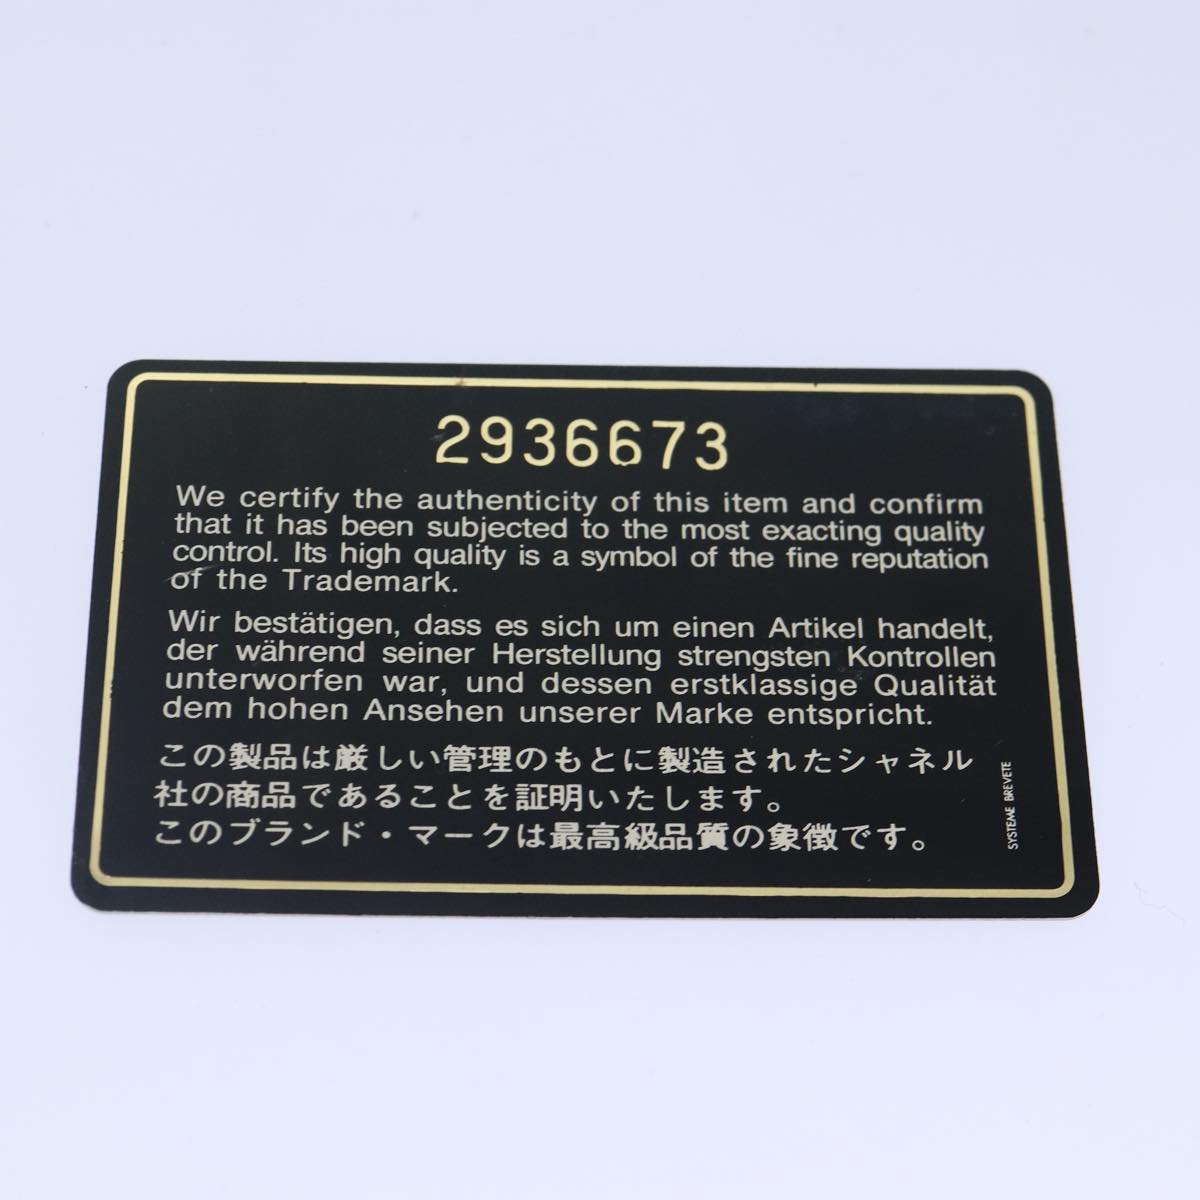 2936673
We certify the authenticity of this item and confirm
that it has been subjected to the most exacting quality
control. Its high quality is a symbol of the fine reputation
of the Trademark.
Wir bestätigen, dass es sich um einen Artikel handelt,
der während seiner Herstellung strengsten Kontrollen
unterworfen war, und dessen erstklassige Qualität
dem hohen Ansehen unserer Marke entspricht.
この製品は厳しい管理のもとに製造されたシャネル
社の商品であることを証明いたします。
このブランド・マークは最高級品質の象徴です。
SYSTEME BREVETE